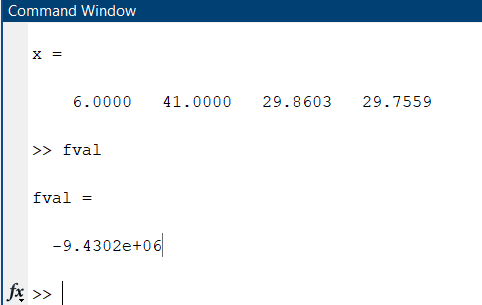 Command Window
x =
6.0000 41.0000 29.8603 29.7559
>> fval
fval =
-9.4302e+06
fx >>